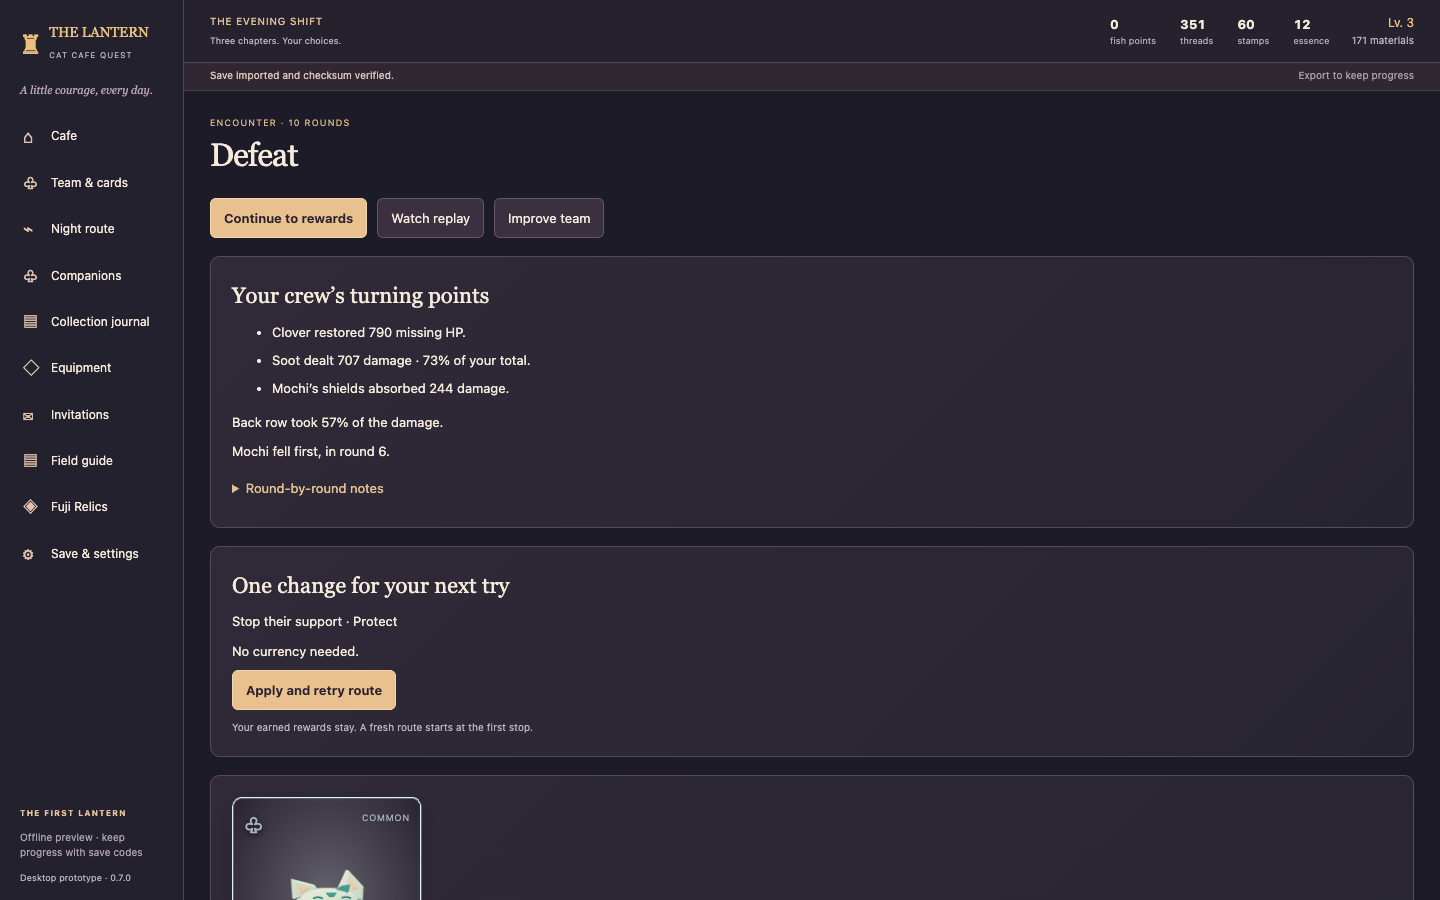 THE LANTERN
CAT CAFE QUEST
A little courage, every day.
Cafe
Team & cards
Night route
Companions
Collection journal
Equipment
Invitations
Field guide
Fuji Relics
Save & settings
THE FIRST LANTERN
Offline preview · keep
progress with save codes
Desktop prototype · 0.7.0
THE EVENING SHIFT
Three chapters. Your choices.
0
fish points
351
threads
60
stamps
12
essence
Lv. 3
171 materials
Save imported and checksum verified.
Export to keep progress
ENCOUNTER · 10 ROUNDS
Defeat
Continue to rewards
Watch replay
Improve team
Your crew’s turning points
• Clover restored 790 missing HP.
• Soot dealt 707 damage · 73% of your total.
• Mochi’s shields absorbed 244 damage.
Back row took 57% of the damage.
Mochi fell first, in round 6.
Round-by-round notes
One change for your next try
Stop their support · Protect
No currency needed.
Apply and retry route
Your earned rewards stay. A fresh route starts at the first stop.
COMMON